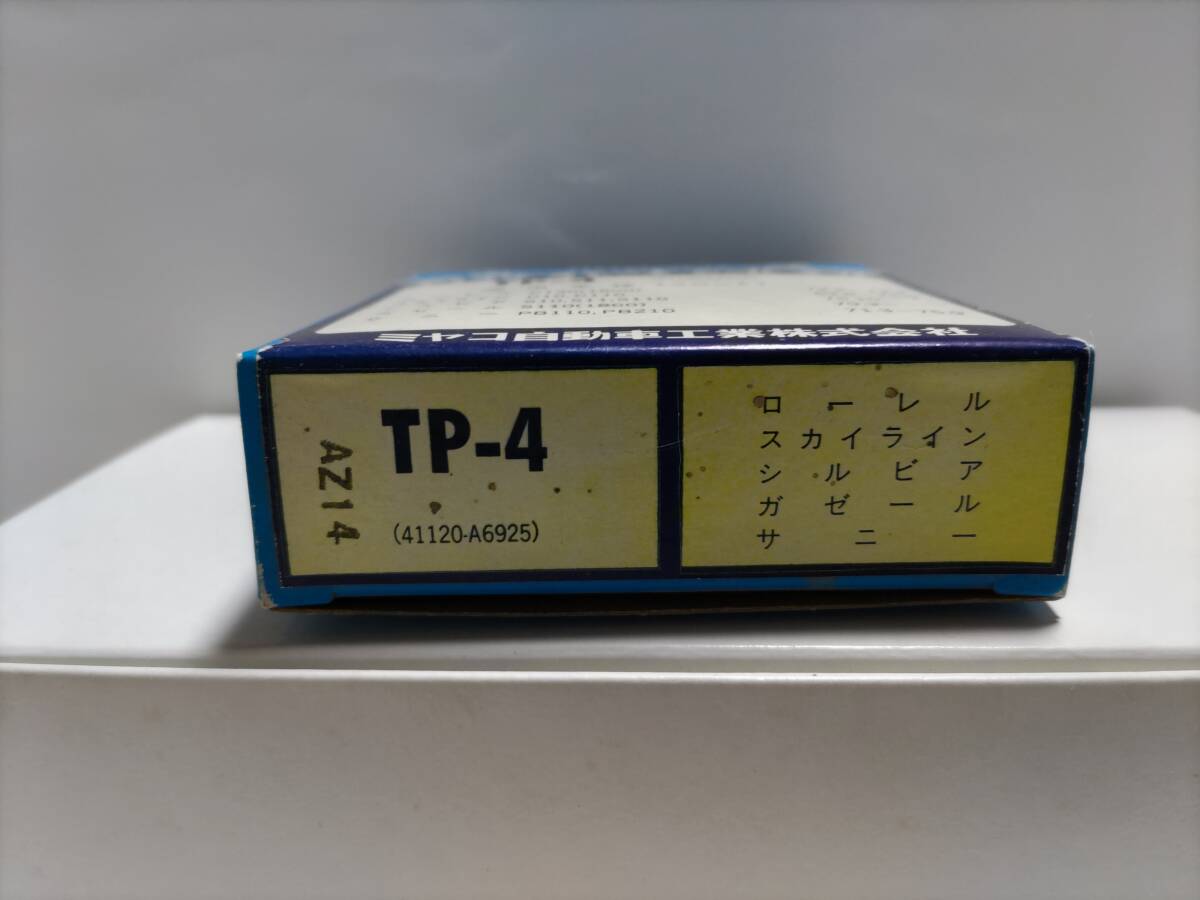 S110(1800)
PB110, PB210
ミヤコ自動車工業株式会社
AZ14
TP-4
(41120-A6925)
ローレル
スカイライン
シルビア
ガゼール
サニー